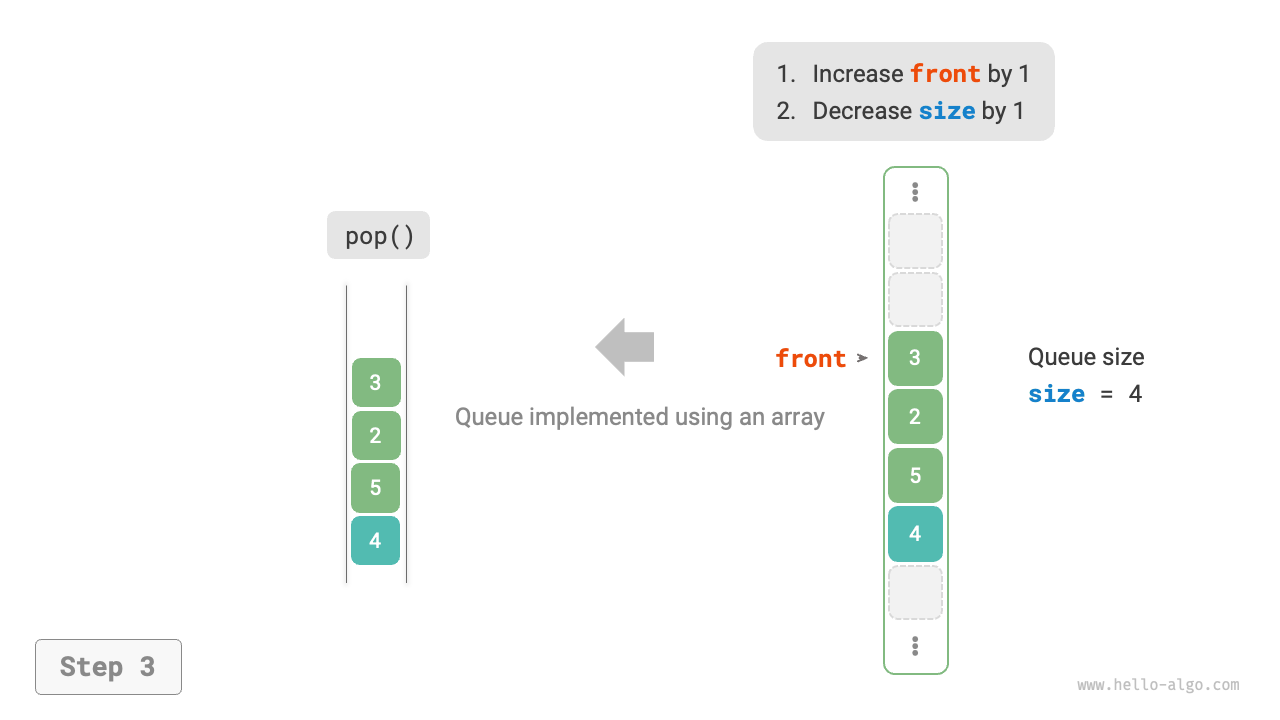 1. Increase front by 1
2. Decrease size by 1
pop()
3
2
5
4
Queue implemented using an array
front >
3
2
5
4
Queue size
size = 4
Step 3
www.hello-algo.com